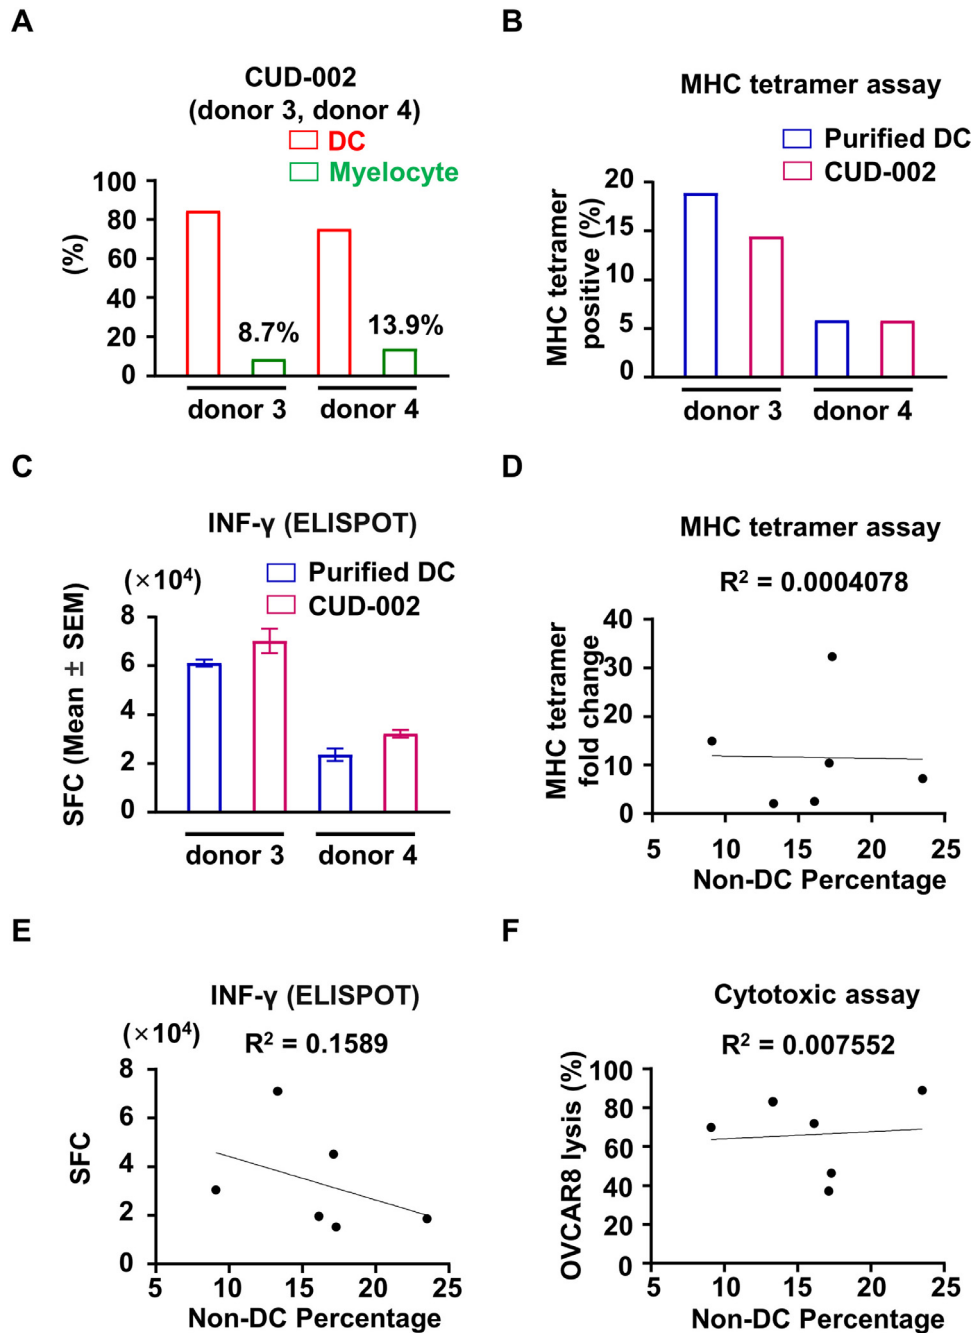 A
CUD-002
(donor 3, donor 4)
DC
Myelocyte
(%)
100
80
60
40
20
0
8.7%
13.9%
donor 3
donor 4
B
MHC tetramer assay
Purified DC
CUD-002
MHC tetramer
positive (%)
20
15
10
5
0
donor 3
donor 4
C
INF-γ (ELISPOT)
(×10⁴)
Purified DC
CUD-002
SFC (Mean ± SEM)
8
6
4
2
0
donor 3
donor 4
D
MHC tetramer assay
R² = 0.0004078
MHC tetramer
fold change
40
30
20
10
0
5 10 15 20 25
Non-DC Percentage
E
INF-γ (ELISPOT)
(×10⁴)
R² = 0.1589
SFC
8
6
4
2
0
5 10 15 20 25
Non-DC Percentage
F
Cytotoxic assay
R² = 0.007552
OVCAR8 lysis (%)
100
80
60
40
20
0
5 10 15 20 25
Non-DC Percentage